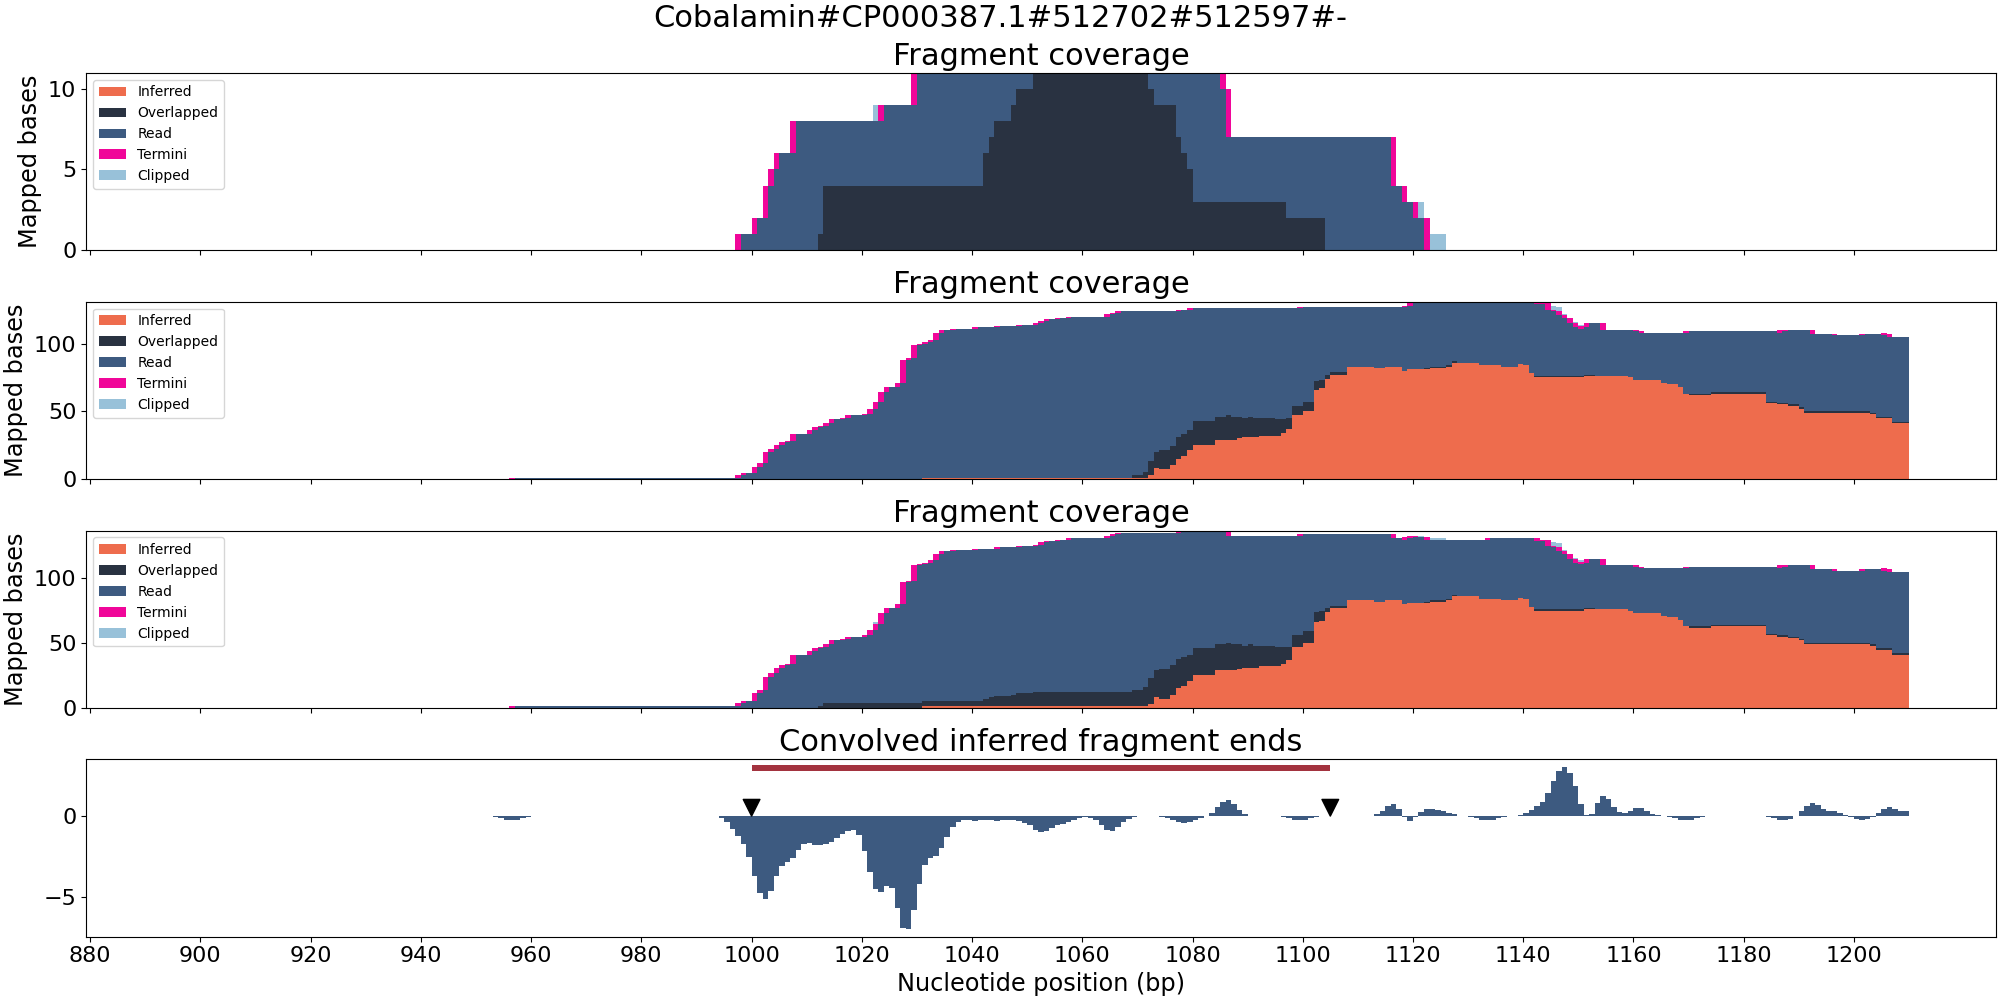 Cobalamin#CP000387.1#512702#512597#-
Fragment coverage
Mapped bases
10
5
0
Inferred
Overlapped
Read
Termini
Clipped
Fragment coverage
Mapped bases
100
50
0
Inferred
Overlapped
Read
Termini
Clipped
Fragment coverage
Mapped bases
100
50
0
Inferred
Overlapped
Read
Termini
Clipped
Convolved inferred fragment ends
0
−5
880 900 920 940 960 980 1000 1020 1040 1060 1080 1100 1120 1140 1160 1180 1200
Nucleotide position (bp)